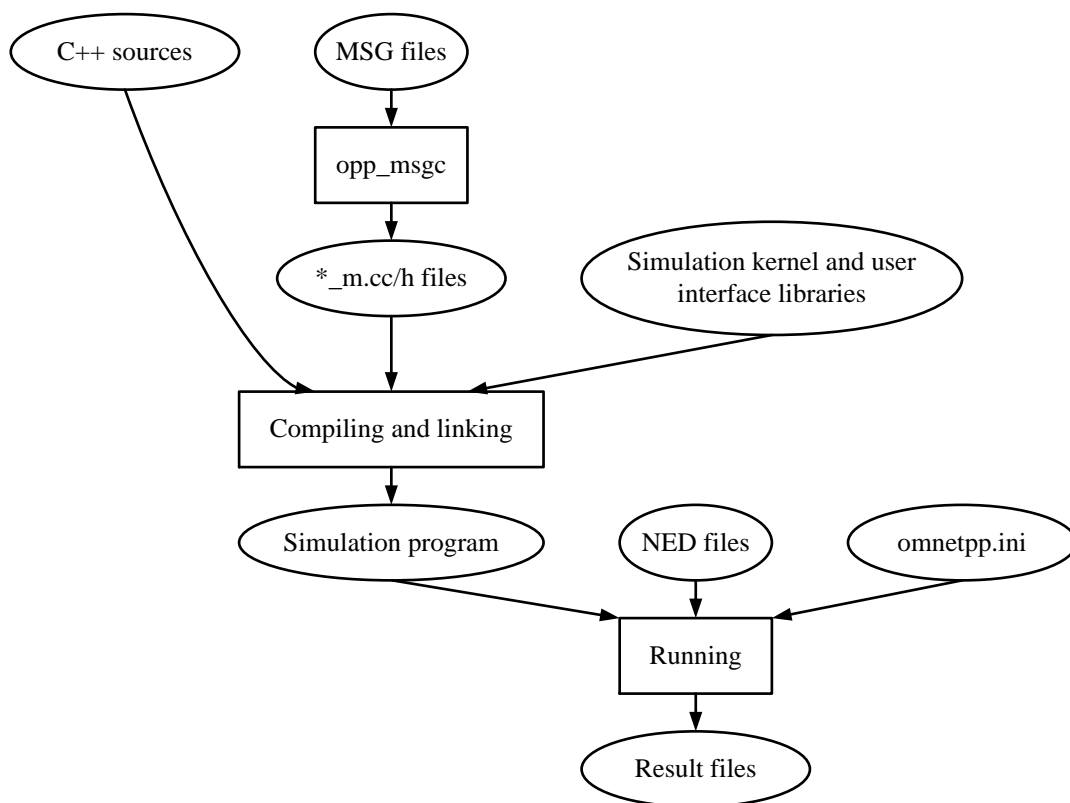 C++ sources
MSG files
opp_msgc
*_m.cc/h files
Simulation kernel and user
interface libraries
Compiling and linking
Simulation program
NED files
omnetpp.ini
Running
Result files